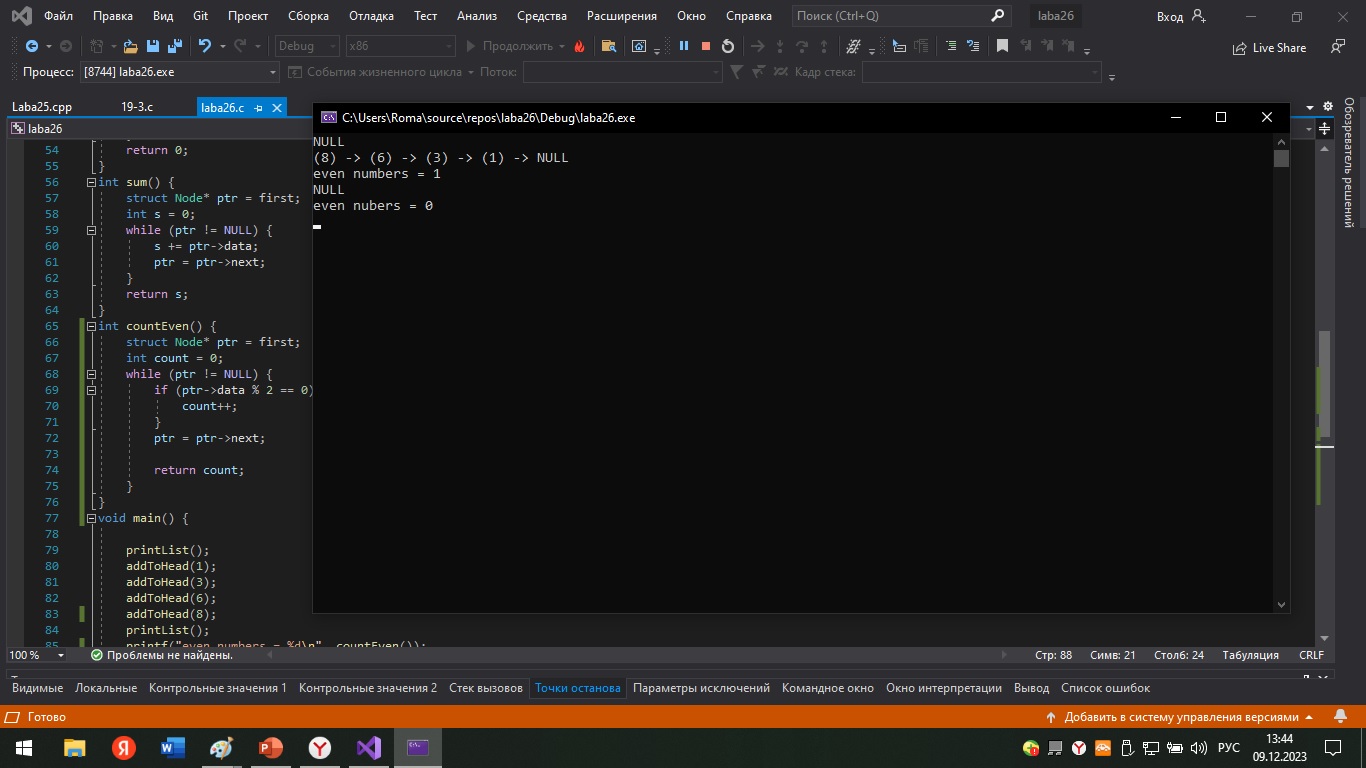 Файл Правка Вид Git Проект Сборка Отладка Тест Анализ Средства Расширения Окно Справка Поиск (Ctrl+Q) laba26 Вход
Debug x86 Продолжить Live Share
Процесс: [8744] laba26.exe События жизненного цикла Поток: Кадр стека:
Laba25.cpp 19-3.c laba26.c
laba26
C:\Users\Roma\source\repos\laba26\Debug\laba26.exe
NULL
(8) -> (6) -> (3) -> (1) -> NULL
even numbers = 1
NULL
even nubers = 0
54 return 0;
55 }
56 int sum() {
57 struct Node* ptr = first;
58 int s = 0;
59 while (ptr != NULL) {
60 s += ptr->data;
61 ptr = ptr->next;
62 }
63 return s;
64 }
65 int countEven() {
66 struct Node* ptr = first;
67 int count = 0;
68 while (ptr != NULL) {
69 if (ptr->data % 2 == 0)
70 count++;
71 }
72 ptr = ptr->next;
73
74 return count;
75 }
76 }
77 void main() {
78
79 printList();
80 addToHead(1);
81 addToHead(3);
82 addToHead(6);
83 addToHead(8);
84 printList();
85 printf("even numbers = %d\n", countEven());
Обозреватель решений
100 % Проблемы не найдены. Стр: 88 Симв: 21 Столб: 24 Табуляция CRLF
Видимые Локальные Контрольные значения 1 Контрольные значения 2 Стек вызовов Точки останова Параметры исключений Командное окно Окно интерпретации Вывод Список ошибок
Готово Добавить в систему управления версиями
РУС 13:44
09.12.2023